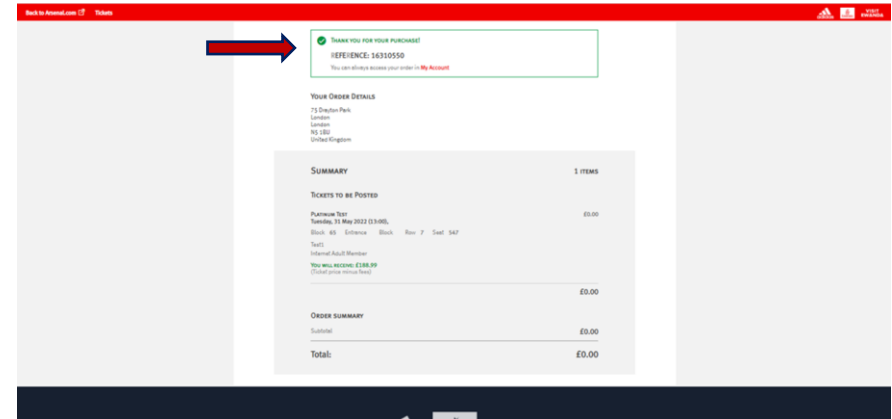 Back to Arsenal.com Tickets
VISIT RWANDA
THANK YOU FOR YOUR PURCHASE!
REFERENCE: 16310550
You can always access your order in My Account
YOUR ORDER DETAILS
75 Drayton Park
London
London
N5 1BU
United Kingdom
SUMMARY 1 ITEMS
TICKETS TO BE POSTED
PLATINUM TEST £0.00
Tuesday, 31 May 2022 (13:00),
Block 65 Entrance Block Row 7 Seat 547
Test1
Internet Adult Member
YOU WILL RECEIVE: £188.99
(Ticket price minus fees)
£0.00
ORDER SUMMARY
Subtotal £0.00
Total: £0.00